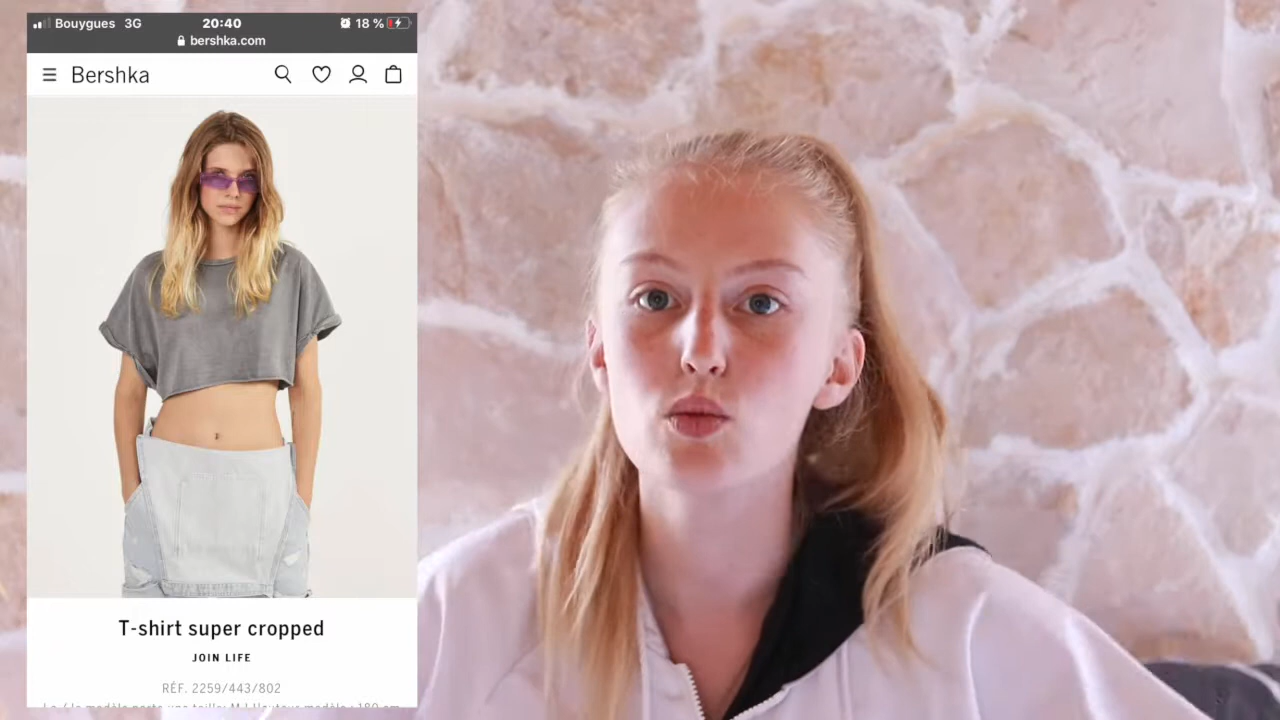 Bouygues 3G 20:40 18 %
bershka.com
Bershka
T-shirt super cropped
JOIN LIFE
RÉF. 2259/443/802